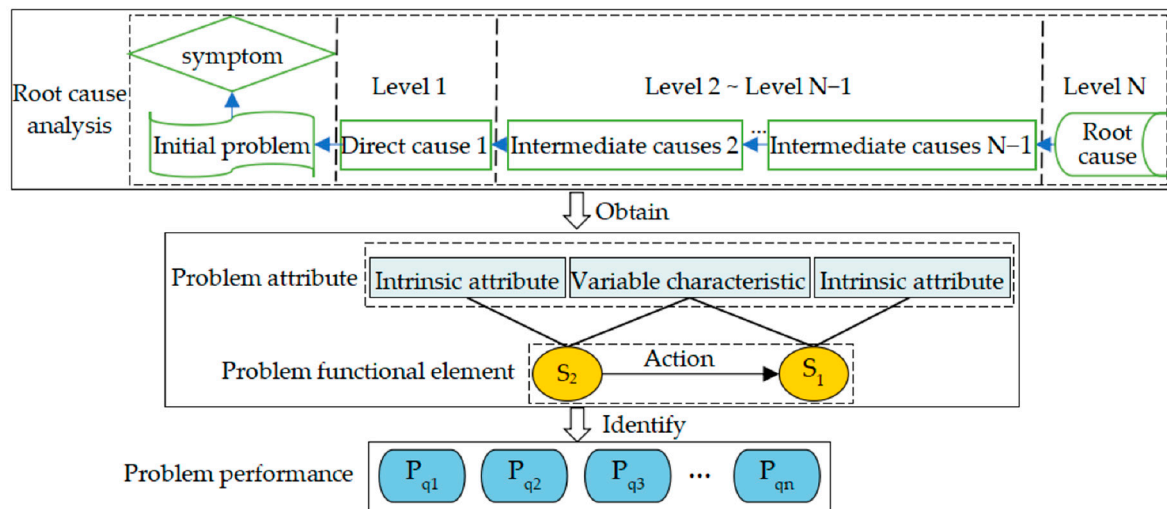 symptom
Level 1
Level 2 ~ Level N−1
Level N
Root cause
analysis
Initial problem
Direct cause 1
Intermediate causes 2
...
Intermediate causes N−1
Root
cause
Obtain
Problem attribute
Intrinsic attribute
Variable characteristic
Intrinsic attribute
Problem functional element
S2
Action
S1
Identify
Problem performance
Pq1
Pq2
Pq3
...
Pqn